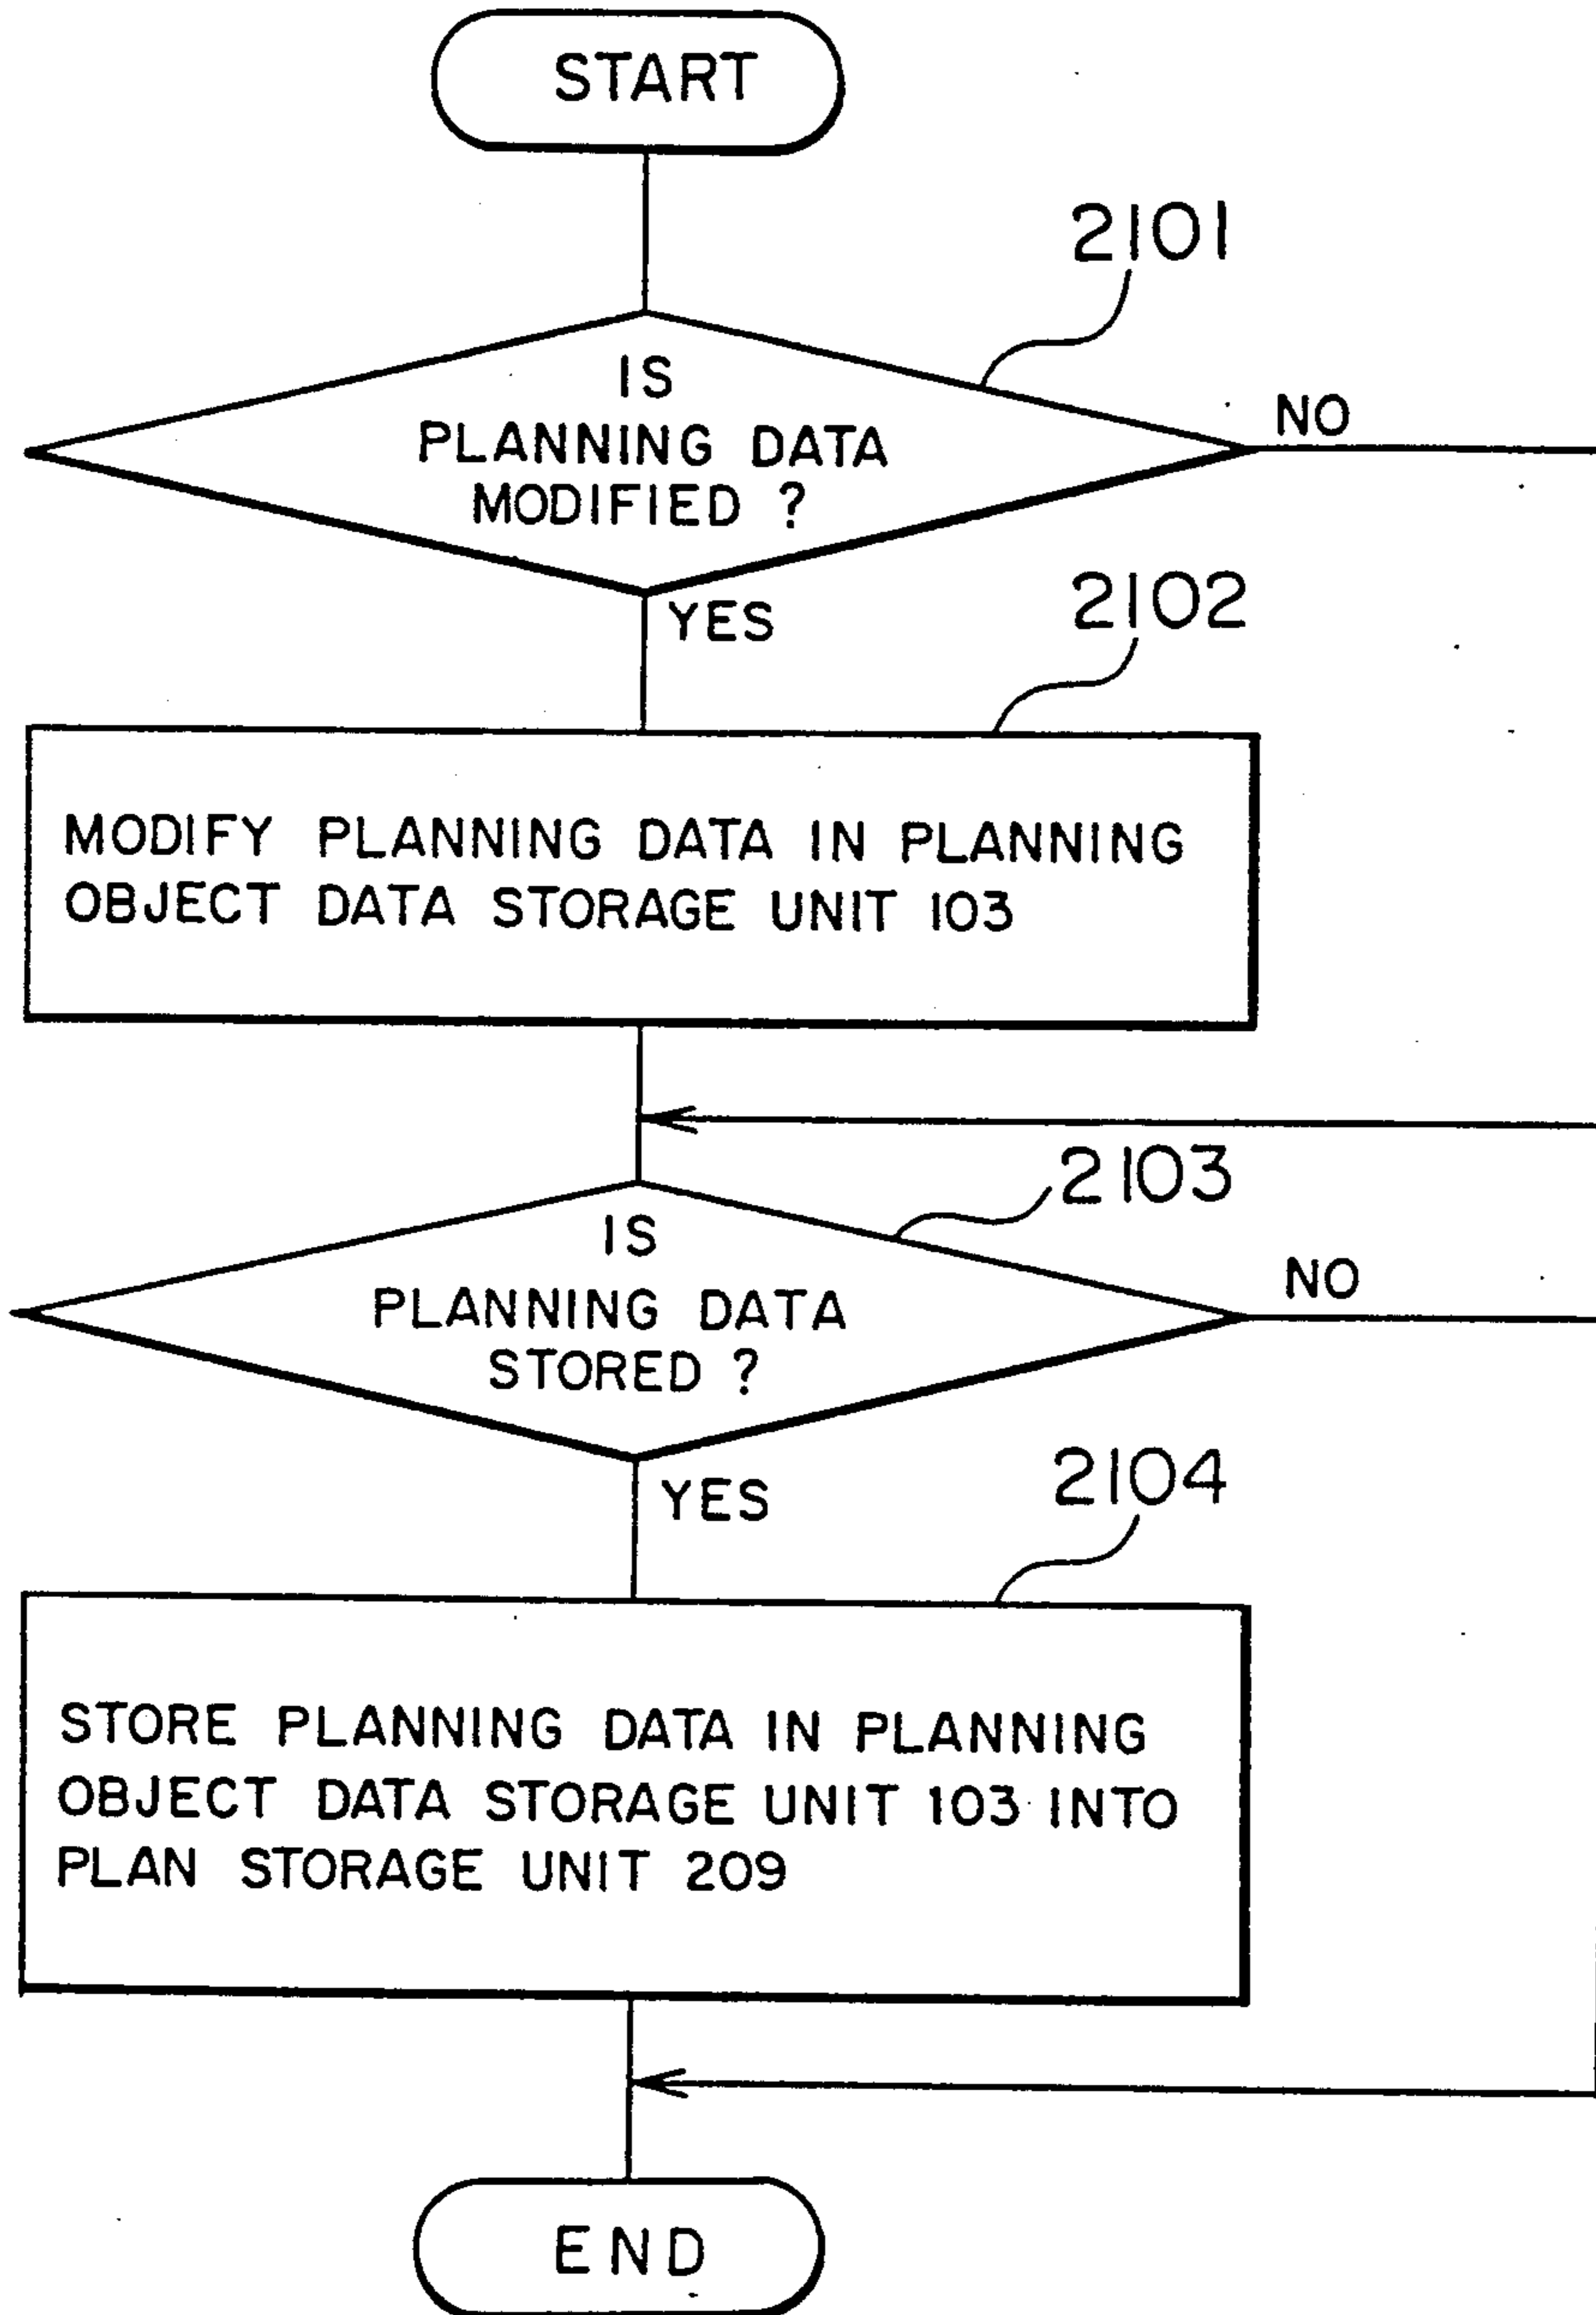 START
2101
IS
PLANNING DATA
MODIFIED ?
NO
YES
2102
MODIFY PLANNING DATA IN PLANNING
OBJECT DATA STORAGE UNIT 103
2103
IS
PLANNING DATA
STORED ?
NO
YES
2104
STORE PLANNING DATA IN PLANNING
OBJECT DATA STORAGE UNIT 103 INTO
PLAN STORAGE UNIT 209
END